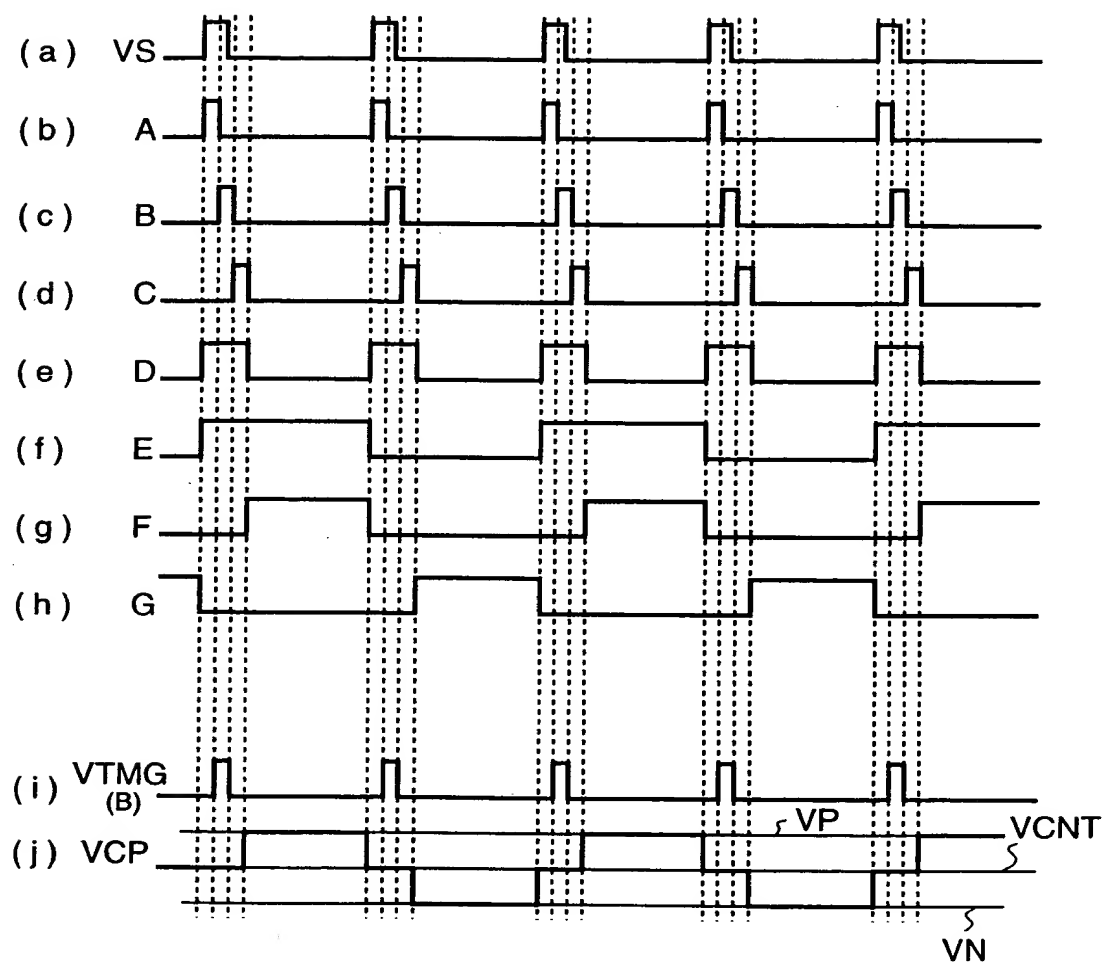 (a) VS
(b) A
(c) B
(d) C
(e) D
(f) E
(g) F
(h) G
(i) VTMG
(B)
VP
VCNT
(j) VCP
VN